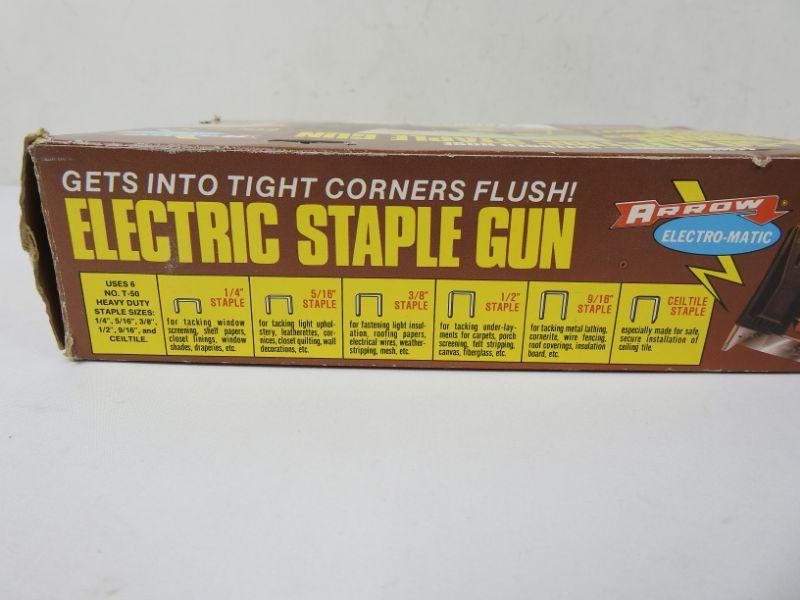 STAPLE GUN
GETS INTO TIGHT CORNERS FLUSH!
ELECTRIC STAPLE GUN
ARROW®
ELECTRO-MATIC
USES 6
NO. T-50
HEAVY DUTY
STAPLE SIZES:
1/4", 5/16", 3/8",
1/2", 9/16", and
CEILTILE.
1/4"
STAPLE
for tacking window
screening, shelf papers,
closet linings, window
shades, draperies, etc.
5/16"
STAPLE
for tacking light uphol-
stery, leatherettes, cor-
nices, closet quilting, wall
decorations, etc.
3/8"
STAPLE
for fastening light insul-
ation, roofing papers,
electrical wires, weather-
stripping, mesh, etc.
1/2"
STAPLE
for tacking under-lay-
ments for carpets, porch
screening, felt stripping,
canvas, fiberglass, etc.
9/16"
STAPLE
for tacking metal lathing,
cornerite, wire fencing,
roof coverings, insulation
board, etc.
CEILTILE
STAPLE
especially made for safe,
secure installation of
ceiling tile.